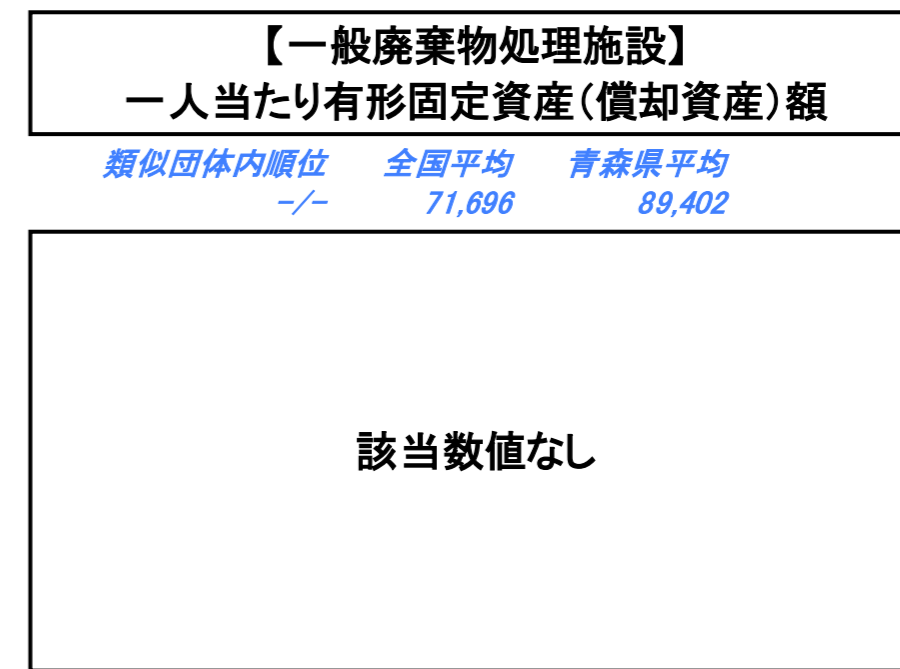 【一般廃棄物処理施設】
一人当たり有形固定資産(償却資産)額
類似団体内順位 全国平均 青森県平均
-/- 71,696 89,402
該当数値なし